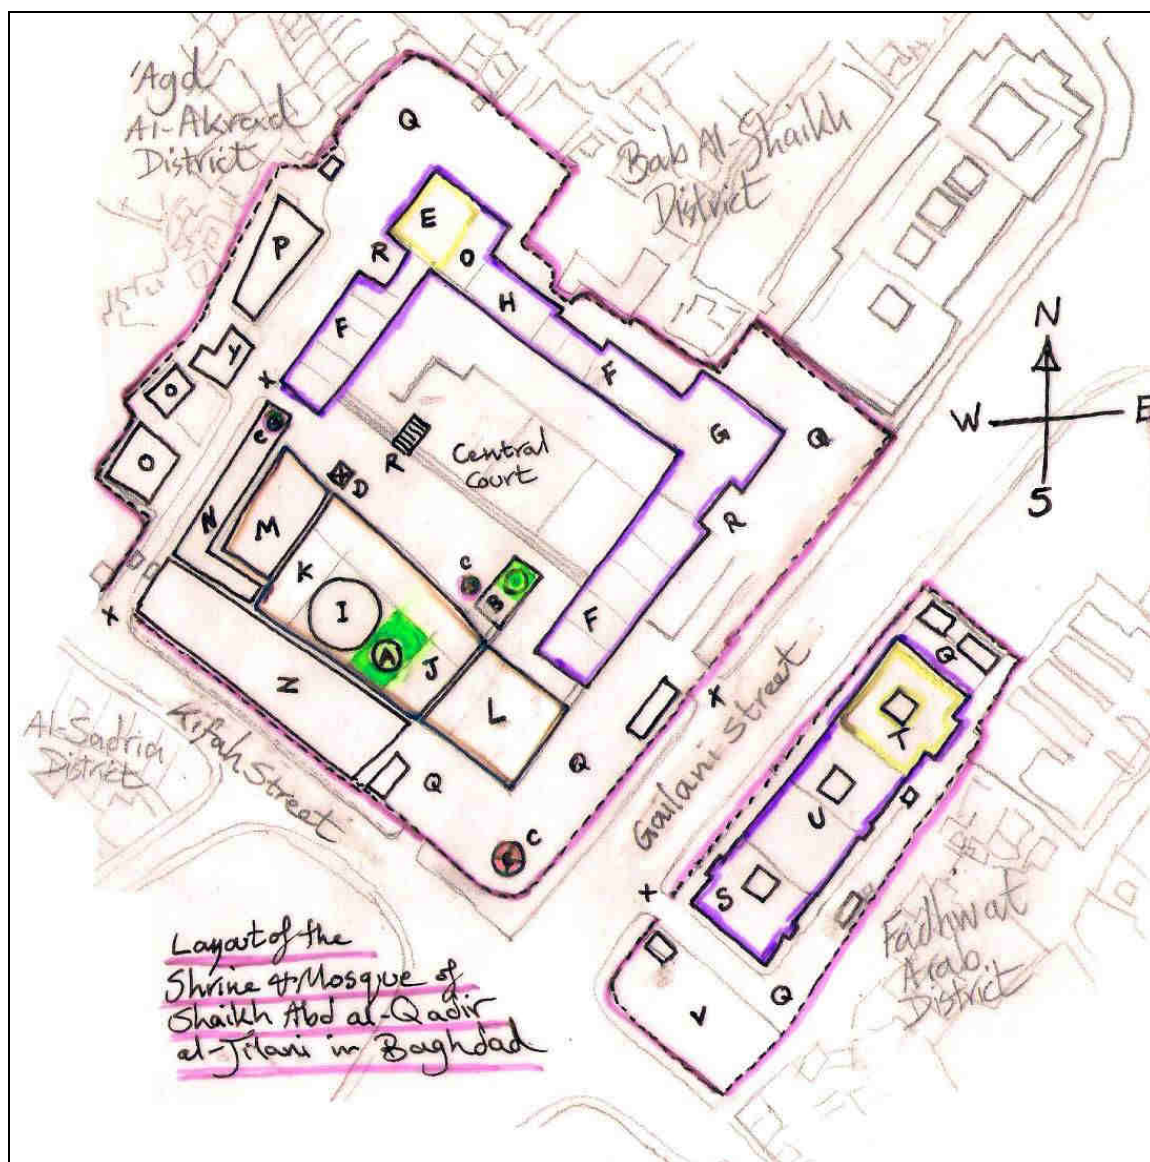 'Agd
Al-Akrad
District
Bab Al-Shaikh
District
Q
E
O
R
P
H
F
F
Y
G
Q
O
O
C
R
Central
Court
D
N
M
K
I
A
J
C
B
F
R
L
Z
Q
Q
C
N
W
E
S
Al-Sadria
District
Kifah Street
Gailani Street
Q
T
U
S
Q
V
Fadhwat
Arab
District
Layout of the
Shrine & Mosque of
Shaikh Abd al-Qadir
al-Jilani in Baghdad